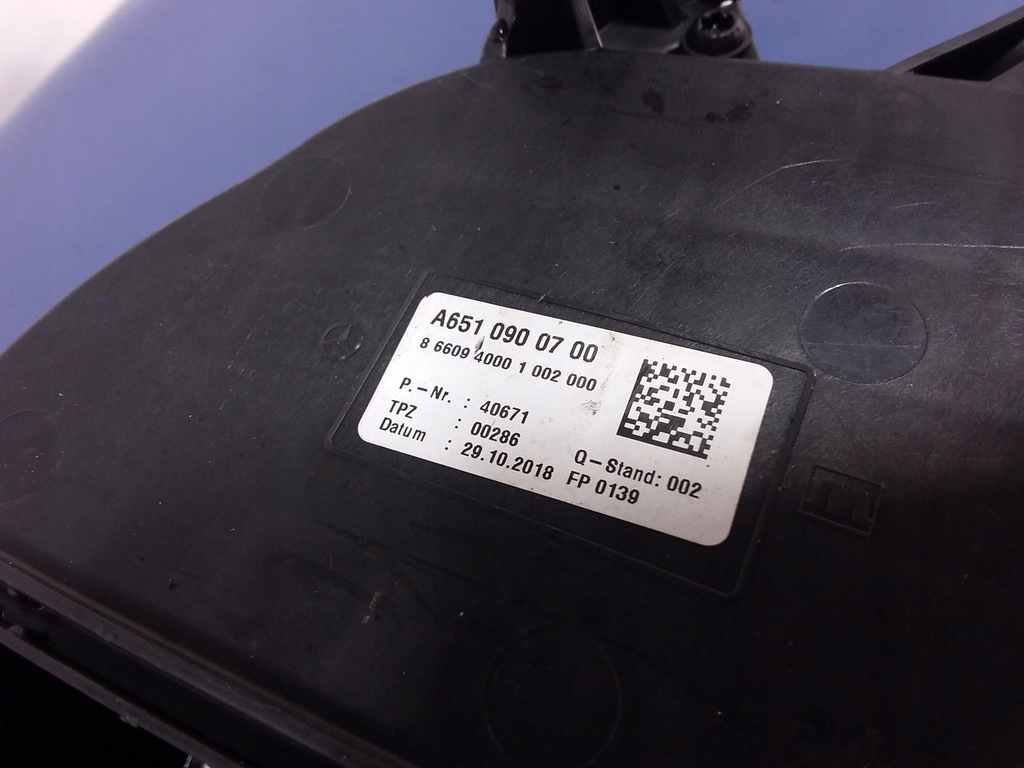 A651 090 07 00
8 6609 4000 1 002 000
P.-Nr. : 40671
TPZ : 00286
Q-Stand: 002
Datum : 29.10.2018 FP 0139